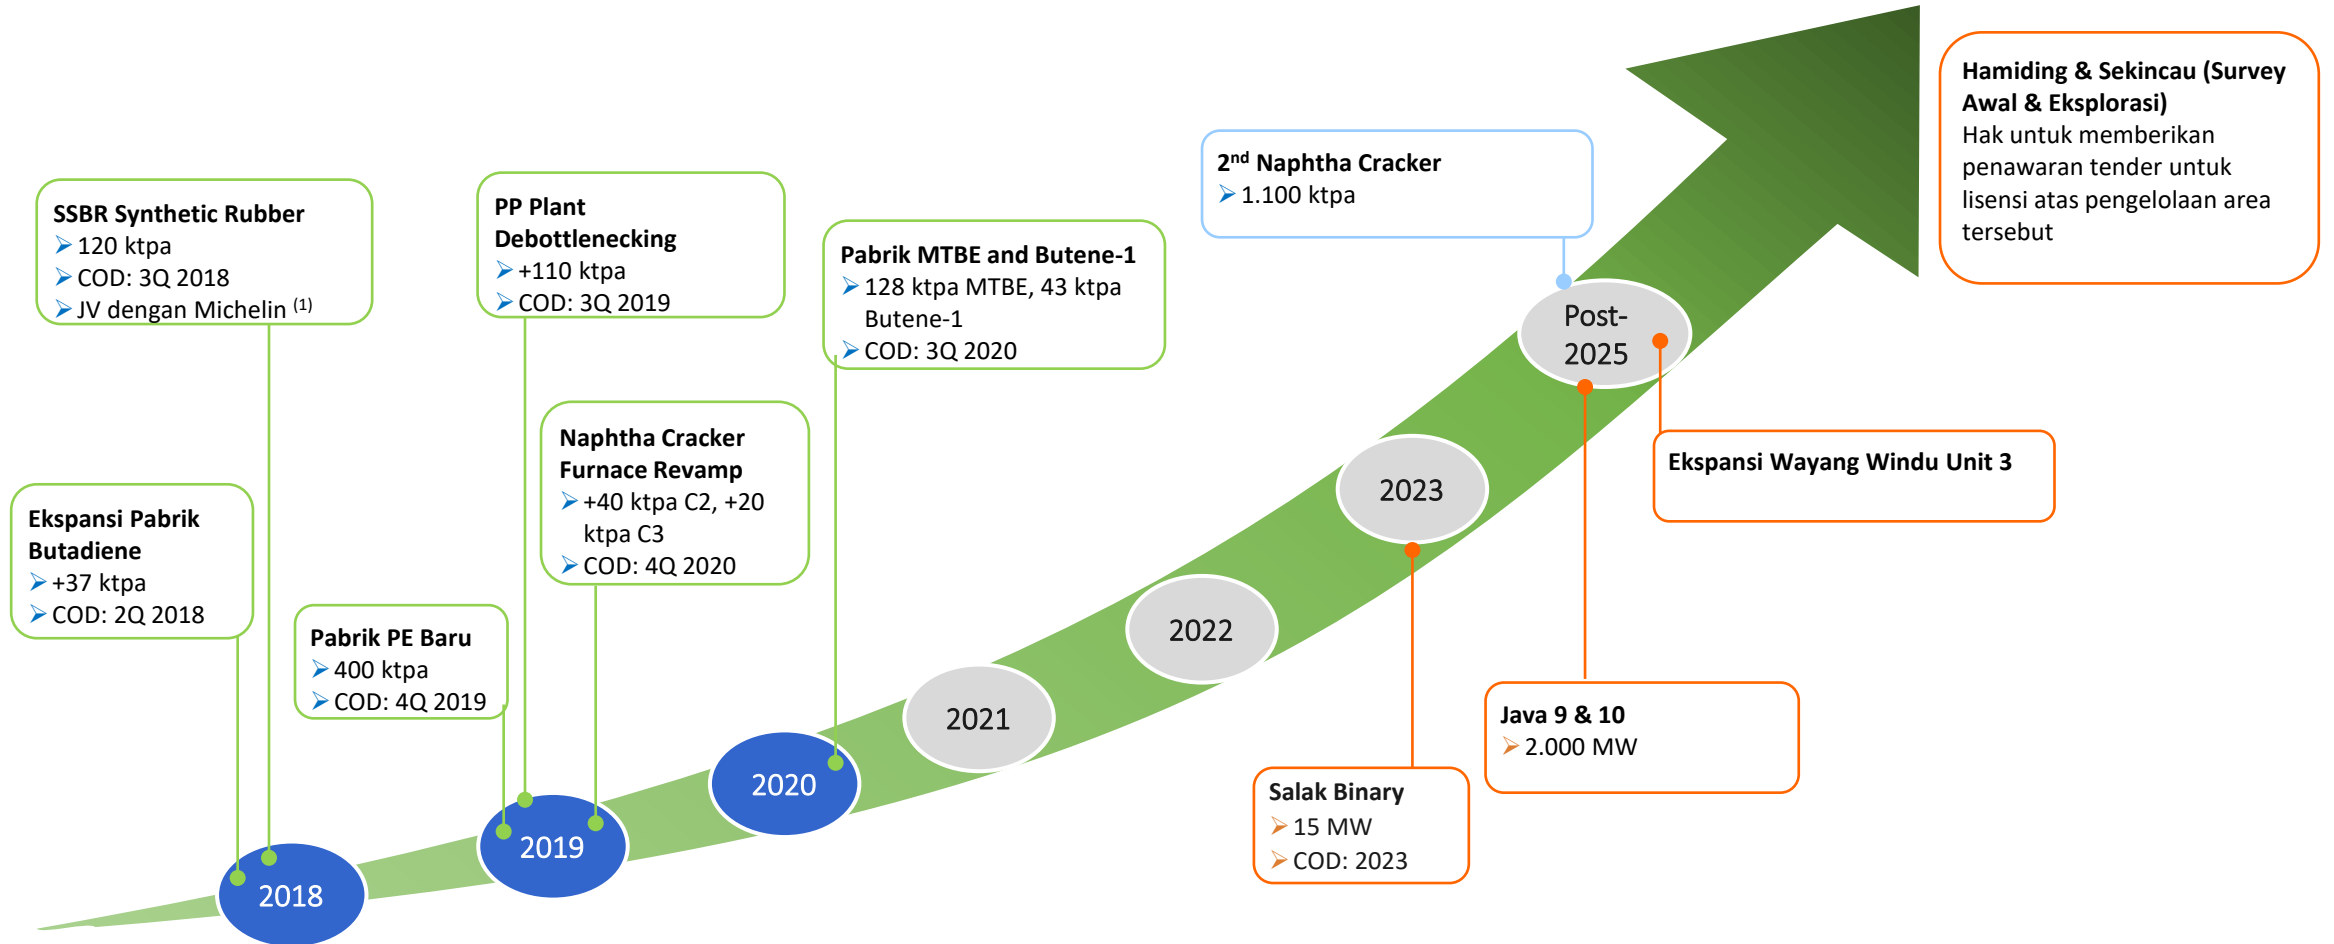 SSBR Synthetic Rubber
120 ktpa
COD: 3Q 2018
JV dengan Michelin (1)
Ekspansi Pabrik
Butadiene
+37 ktpa
COD: 2Q 2018
2018
Pabrik PE Baru
400 ktpa
COD: 4Q 2019
PP Plant
Debottlenecking
+110 ktpa
COD: 3Q 2019
Naphtha Cracker
Furnace Revamp
+40 ktpa C2, +20
ktpa C3
COD: 4Q 2020
2019
Pabrik MTBE and Butene-1
128 ktpa MTBE, 43 ktpa
Butene-1
COD: 3Q 2020
2020
2021
2022
2023
Salak Binary
15 MW
COD: 2023
2nd Naphtha Cracker
1.100 ktpa
Post-
2025
Java 9 & 10
2.000 MW
Ekspansi Wayang Windu Unit 3
Hamiding & Sekincau (Survey
Awal & Eksplorasi)
Hak untuk memberikan
penawaran tender untuk
lisensi atas pengelolaan area
tersebut